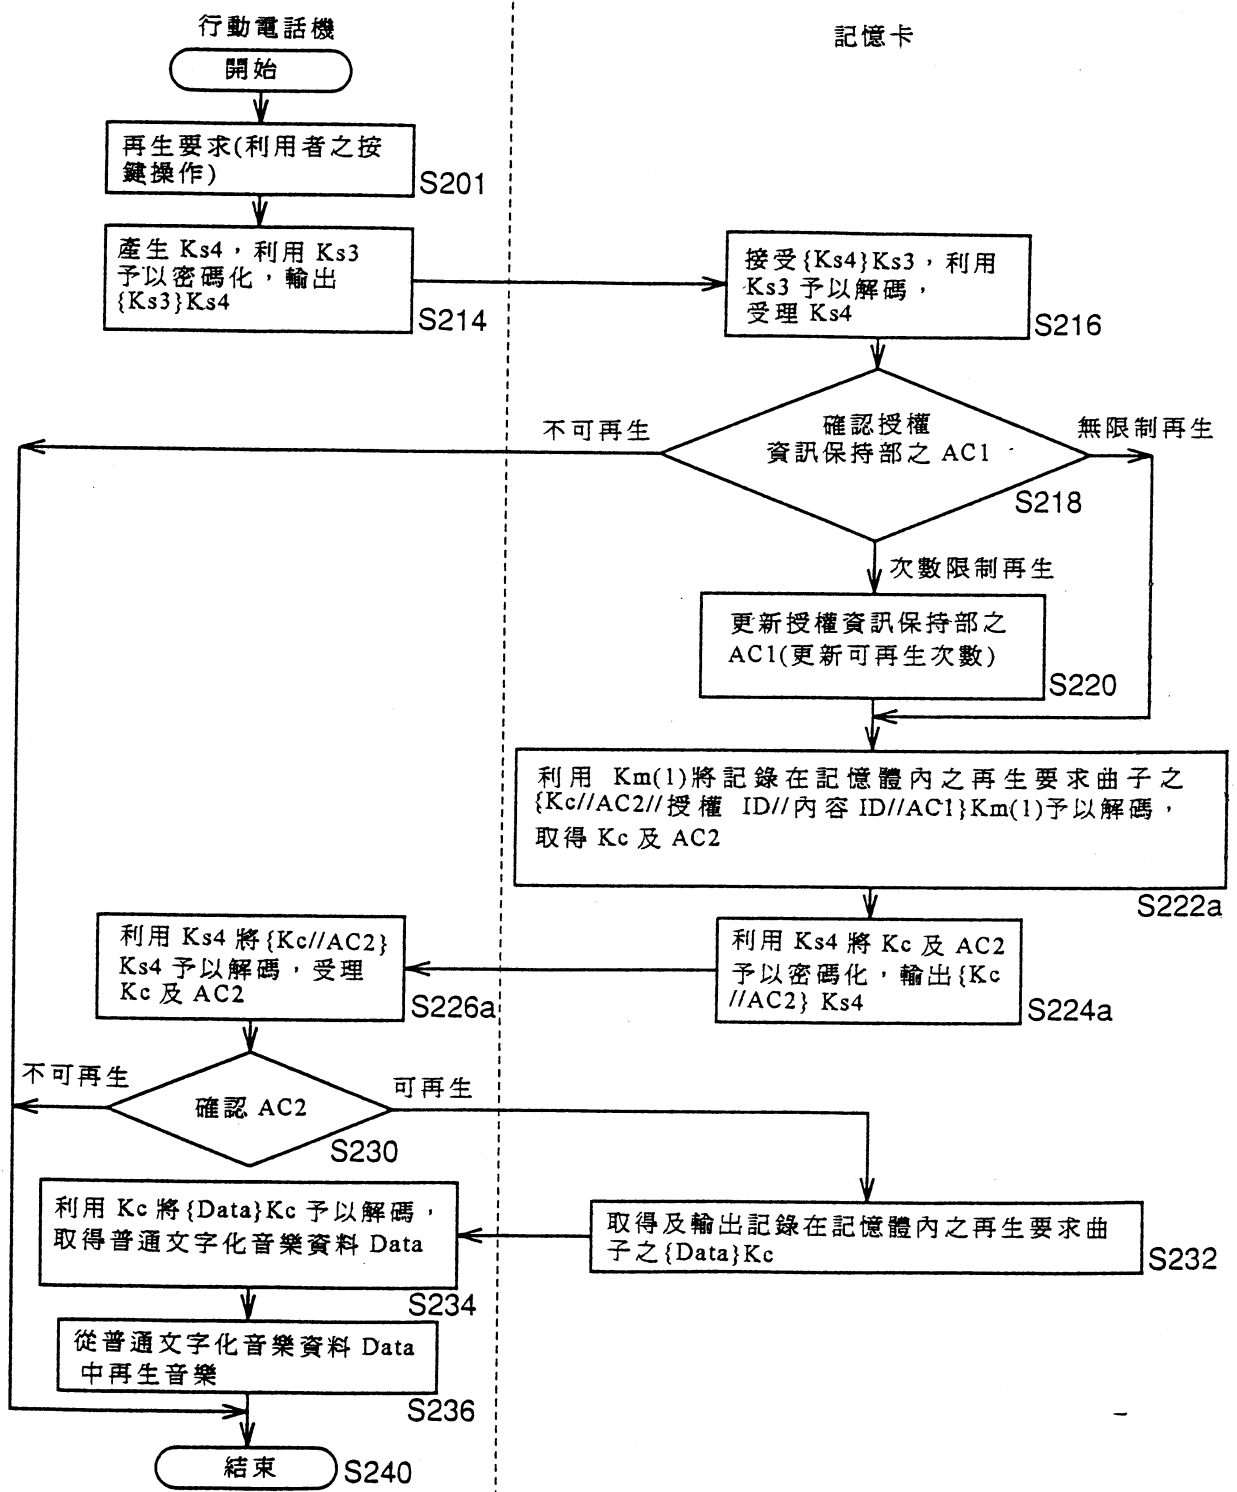 行動電話機
記憶卡
開始
再生要求(利用者之按
鍵操作)
S201
產生 Ks4，利用 Ks3
予以密碼化，輸出
{Ks3}Ks4
S214
接受{Ks4}Ks3，利用
Ks3 予以解碼，
受理 Ks4
S216
不可再生
確認授權
資訊保持部之 AC1
無限制再生
S218
次數限制再生
更新授權資訊保持部之
AC1(更新可再生次數)
S220
利用 Km(1)將記錄在記憶體內之再生要求曲子之
{Kc//AC2//授權 ID//內容 ID//AC1}Km(1)予以解碼，
取得 Kc 及 AC2
S222a
利用 Ks4 將{Kc//AC2}
Ks4 予以解碼，受理
Kc 及 AC2
S226a
利用 Ks4 將 Kc 及 AC2
予以密碼化，輸出{Kc
//AC2} Ks4
S224a
不可再生
確認 AC2
可再生
S230
利用 Kc 將{Data}Kc 予以解碼，
取得普通文字化音樂資料 Data
S234
取得及輸出記錄在記憶體內之再生要求曲
子之{Data}Kc
S232
從普通文字化音樂資料 Data
中再生音樂
S236
結束
S240